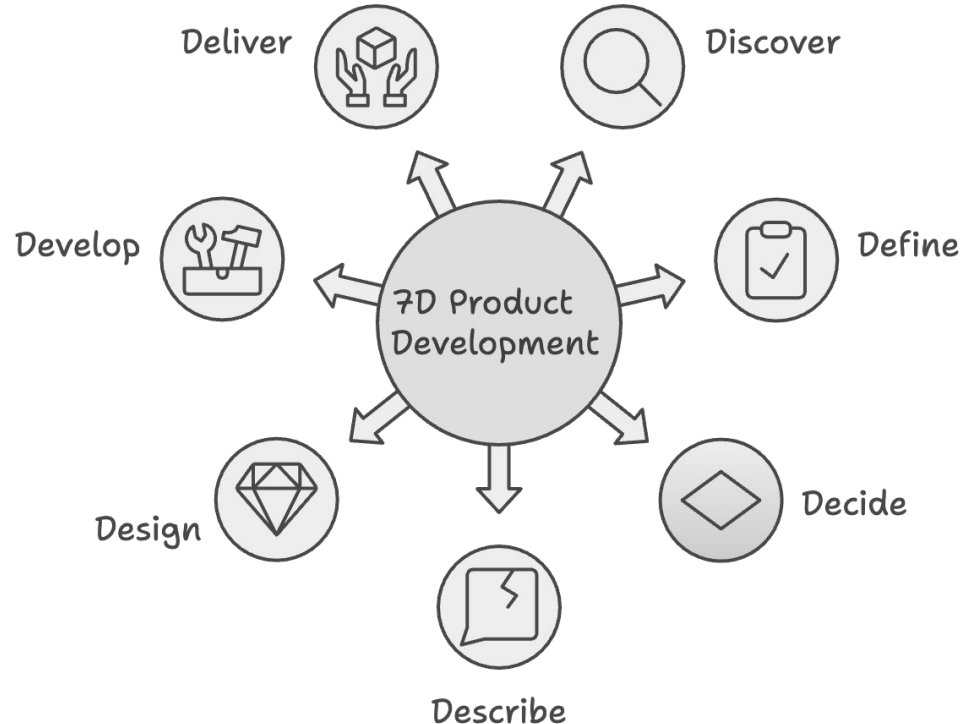 Deliver
Discover
Develop
Define
7D Product
Development
Design
Decide
Describe